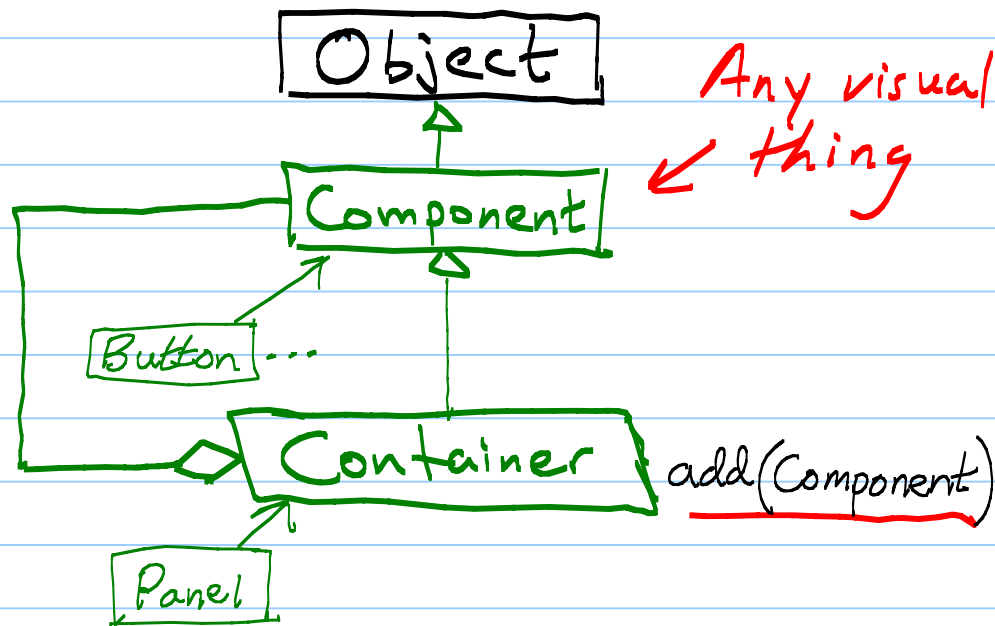 Object
Any visual
thing
Component
Button ...
Container
add(Component)
Panel